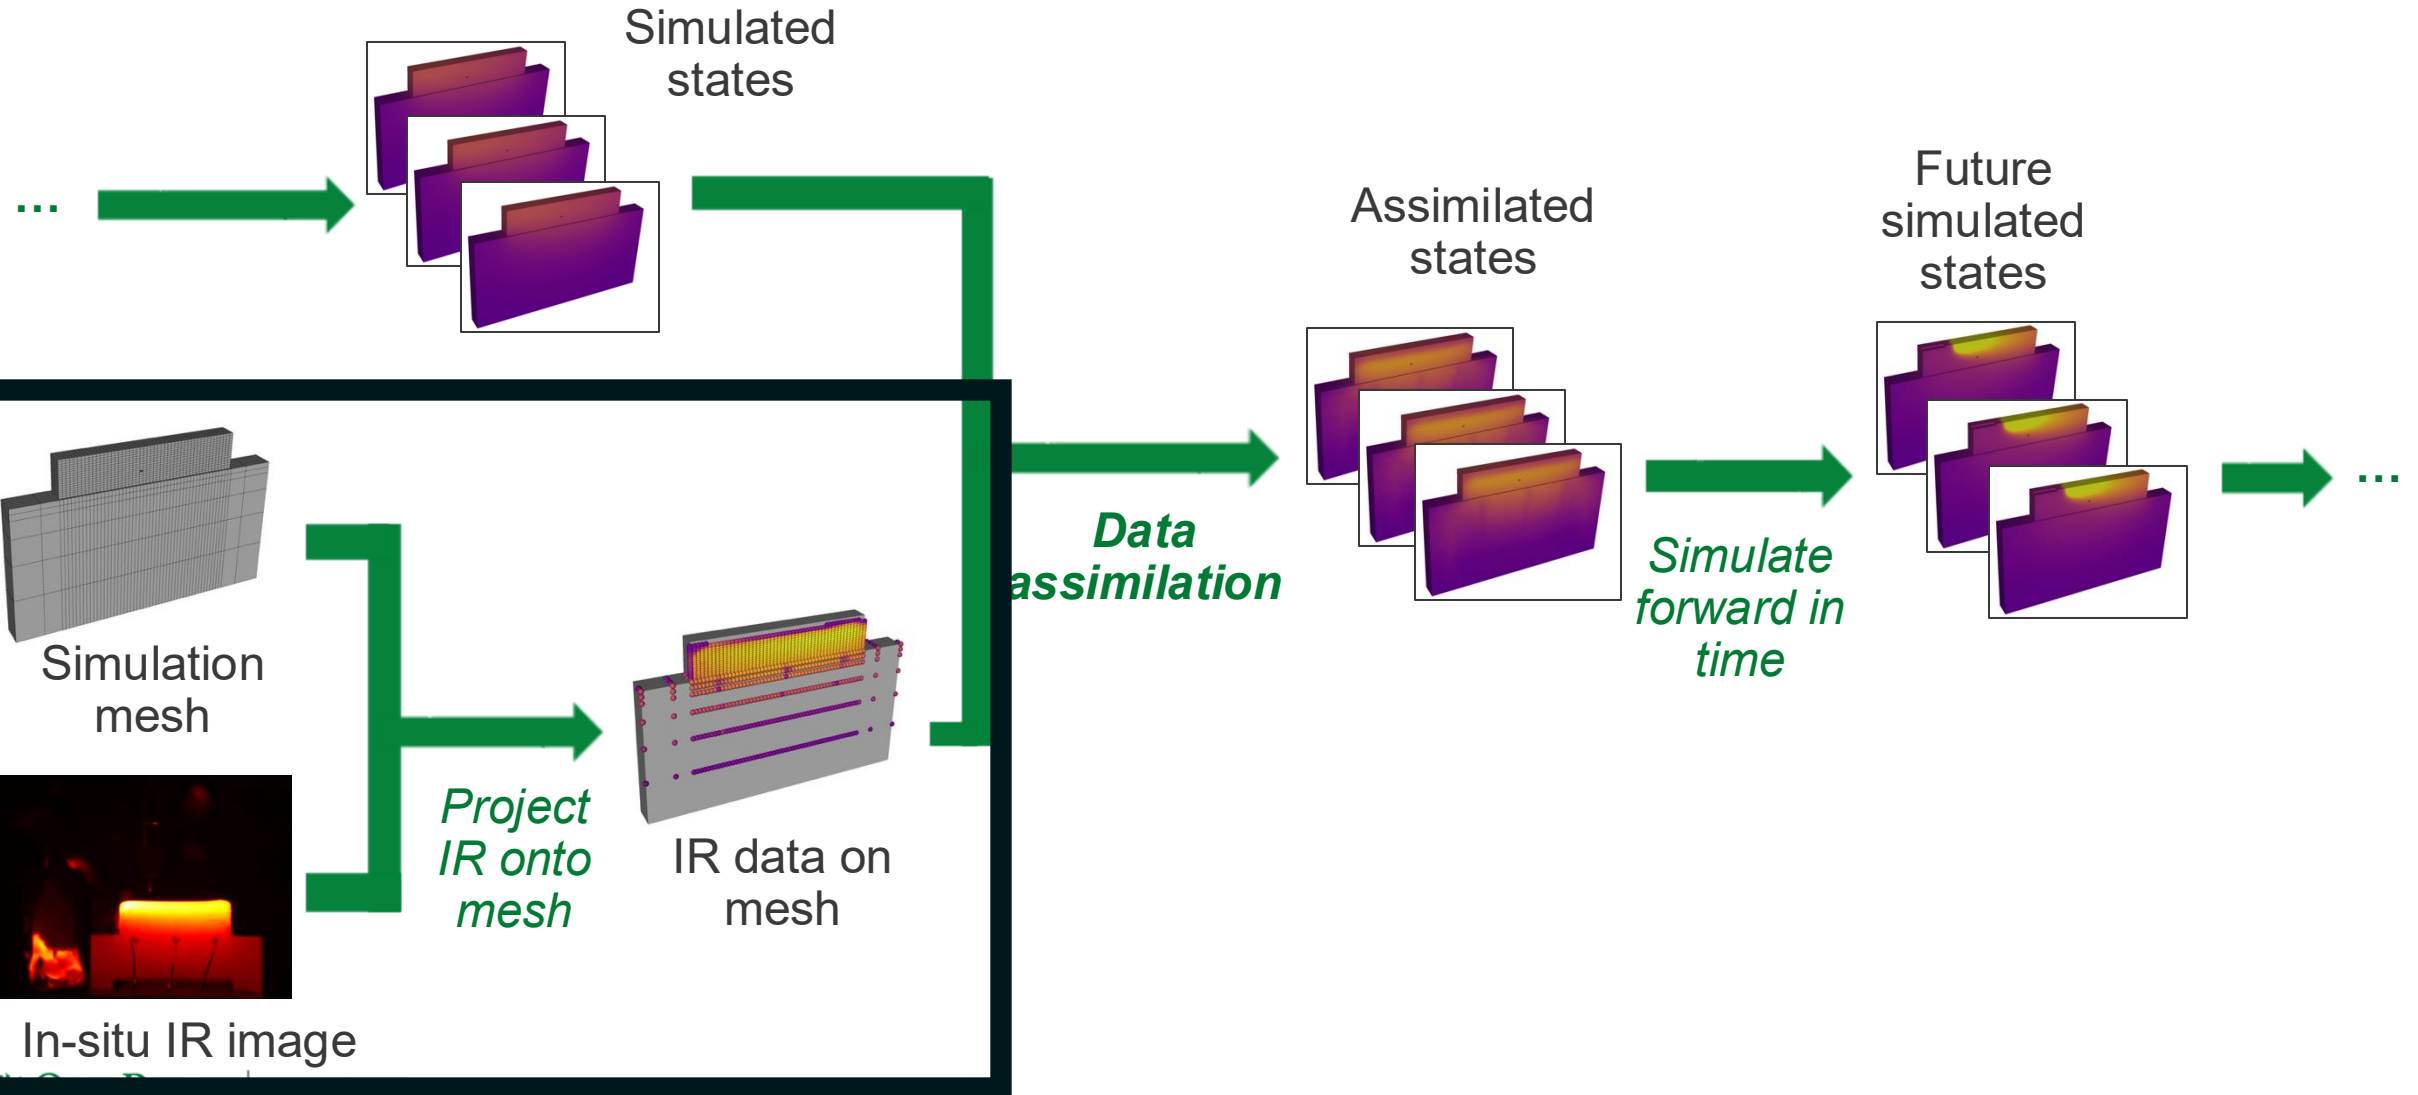 Simulated
states
...
Assimilated
states
Future
simulated
states
Data
assimilation
Simulate
forward in
time
...
Simulation
mesh
Project
IR onto
mesh
IR data on
mesh
In-situ IR image